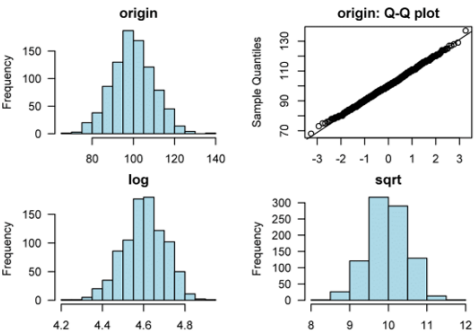 origin
Frequency
0 50 100 150
80 100 120 140
origin: Q-Q plot
Sample Quantiles
70 90 110 130
-3 -2 -1 0 1 2 3
log
Frequency
0 50 100 150
4.2 4.4 4.6 4.8
sqrt
Frequency
0 50 100 150 200 250 300
8 9 10 11 12